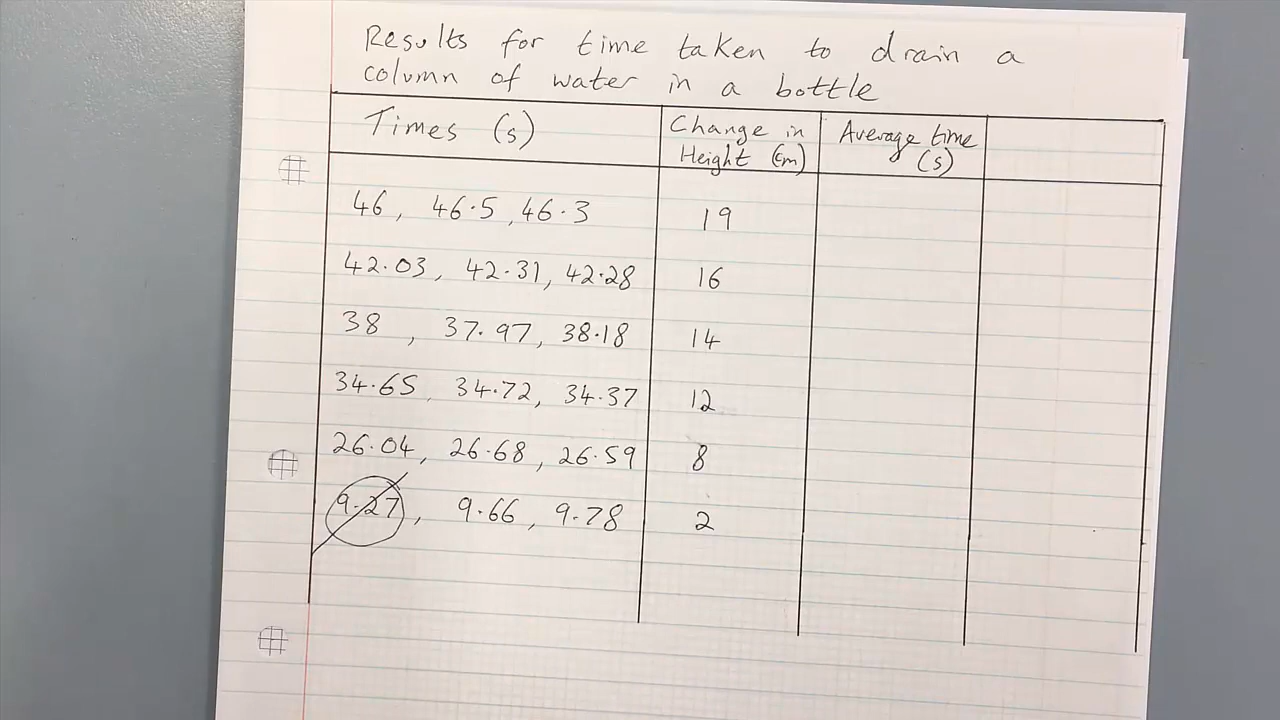 Results for time taken to drain a
column of water in a bottle
Times (s)
Change in
Height (cm)
Average time
(s)
46, 46.5, 46.3
19
42.03, 42.31, 42.28
16
38, 37.97, 38.18
14
34.65, 34.72, 34.37
12
26.04, 26.68, 26.59
8
9.27, 9.66, 9.78
2